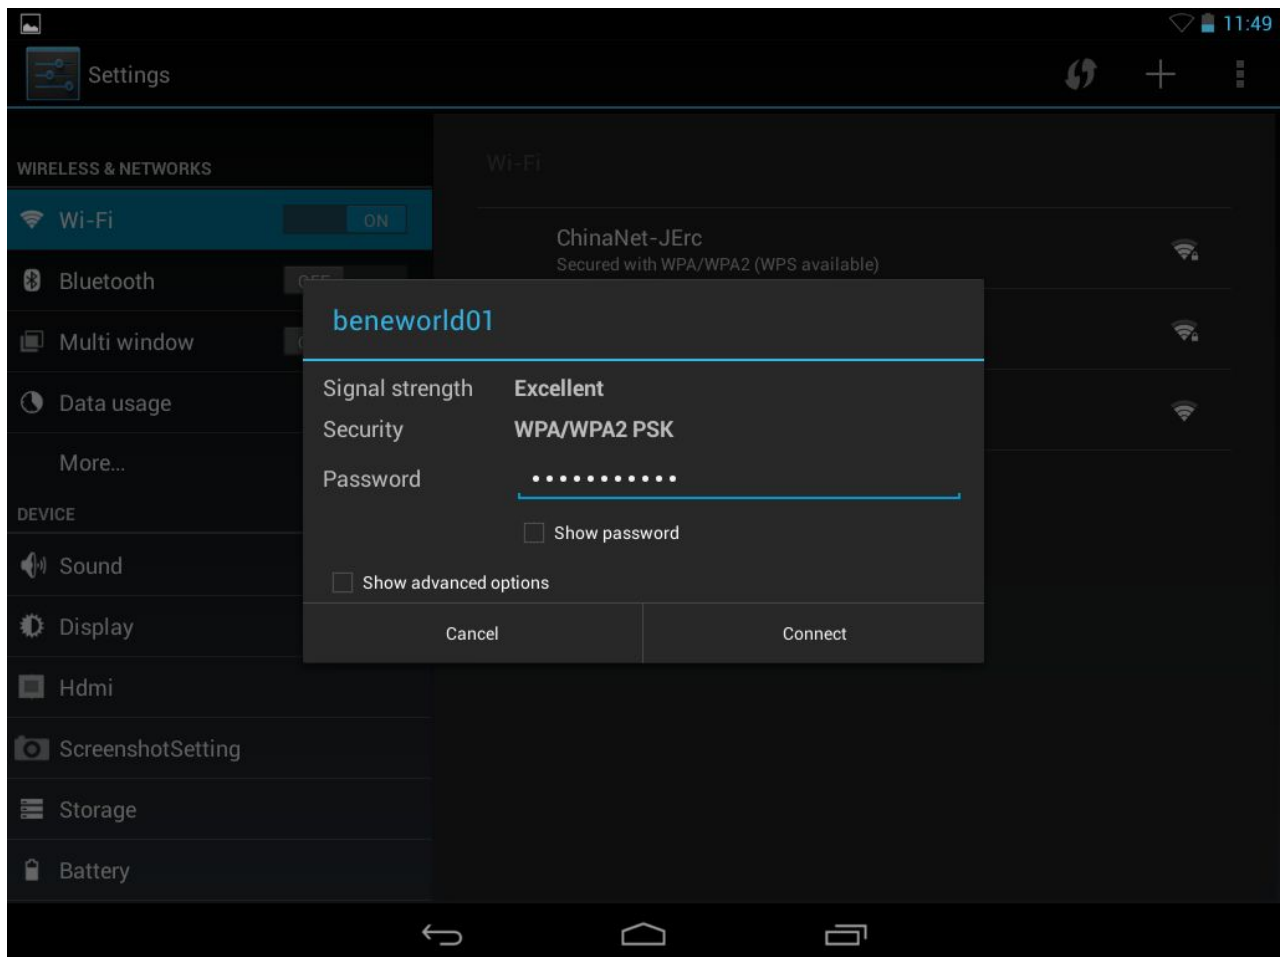 11:49
Settings
WIRELESS & NETWORKS
Wi-Fi
Wi-Fi ON
ChinaNet-JErc
Secured with WPA/WPA2 (WPS available)
Bluetooth
Multi window
Data usage
More...
DEVICE
Sound
Display
Hdmi
ScreenshotSetting
Storage
Battery
beneworld01
Signal strength Excellent
Security WPA/WPA2 PSK
Password •••••••••••
Show password
Show advanced options
Cancel Connect